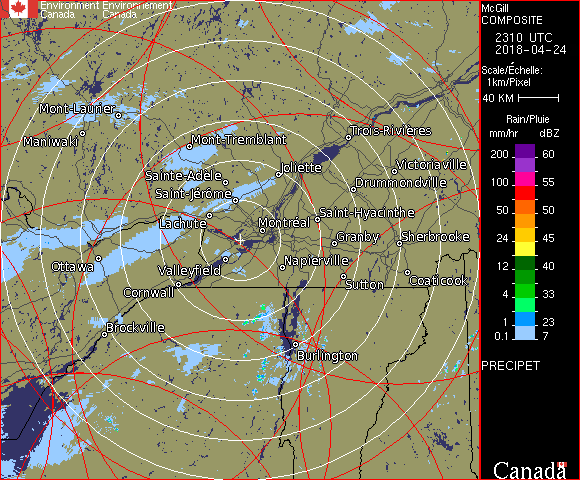 Environment Environnement
Canada Canada
McGill
COMPOSITE
2310 UTC
2018-04-24
Scale/Échelle:
1km/Pixel
40 KM
Rain/Pluie
mm/hr dBZ
200 60
100 55
50 50
24 45
12 40
4 33
1 23
0.1 7
PRECIPET
Canada
Mont-Laurier
Maniwaki
Mont-Tremblant
Trois-Rivières
Sainte-Adèle
Joliette
Victoriaville
Saint-Jérôme
Drummondville
Lachute
Montréal
Saint-Hyacinthe
Granby
Sherbrooke
Ottawa
Valleyfield
Napierville
Cornwall
Sutton
Coaticook
Brockville
Burlington